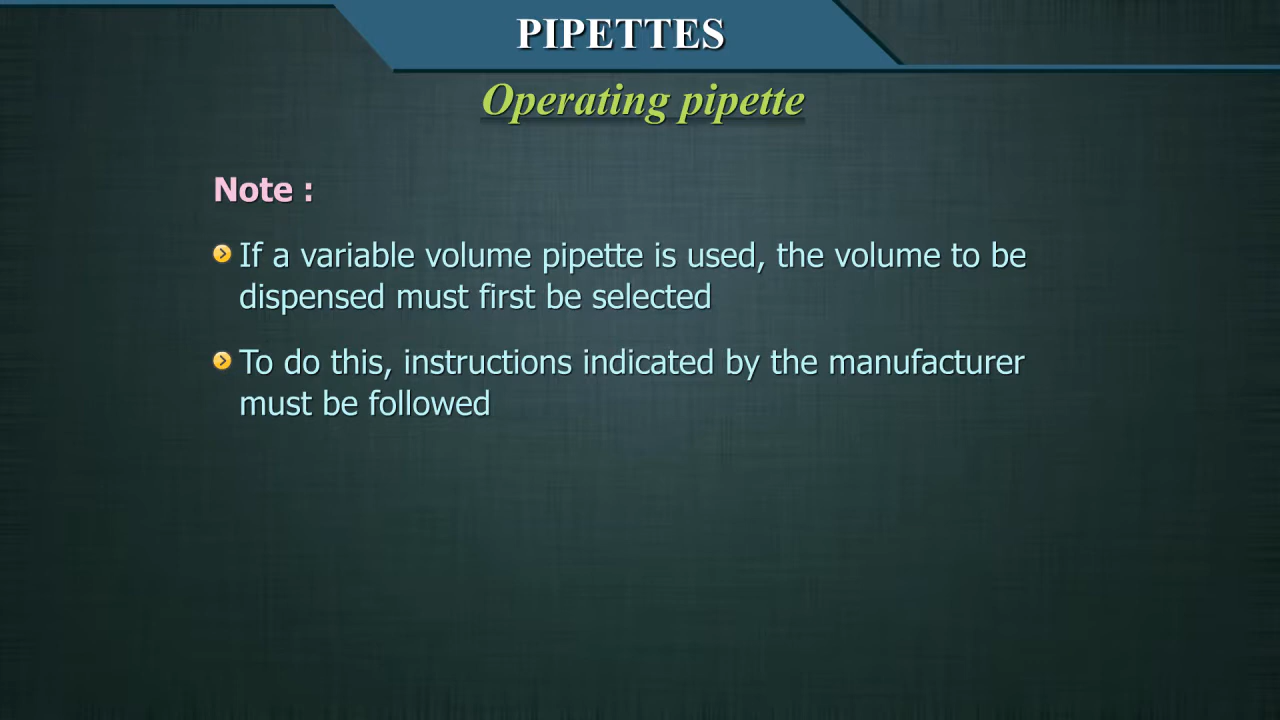 PIPETTES
Operating pipette
Note :
If a variable volume pipette is used, the volume to be
dispensed must first be selected
To do this, instructions indicated by the manufacturer
must be followed